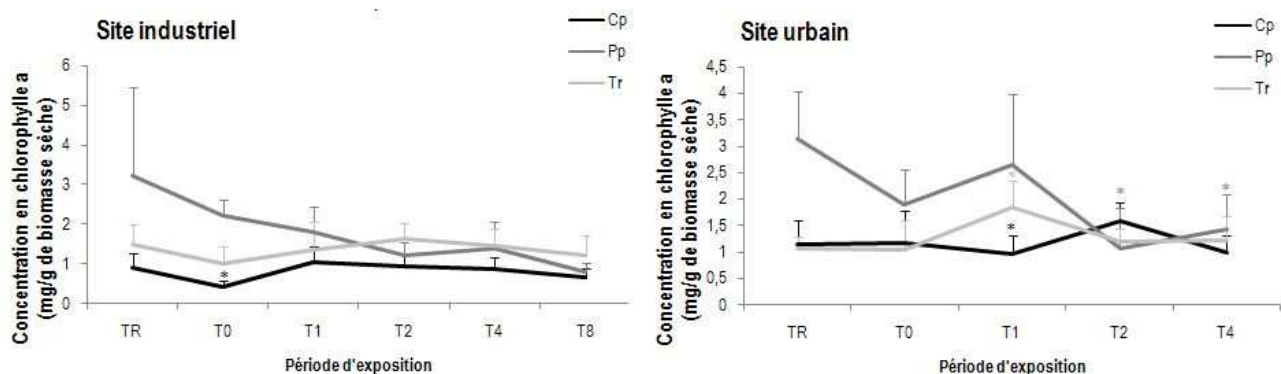 Site industriel
Cp
Pp
Tr
Concentration en chlorophylle a
(mg/g de biomasse sèche)
6
5
4
3
2
1
0
*
TR T0 T1 T2 T4 T8
Période d'exposition
Site urbain
Cp
Pp
Tr
Concentration en chlorophylle a
(mg/g de biomasse sèche)
4,5
4
3,5
3
2,5
2
1,5
1
0,5
0
*
*
*
*
TR T0 T1 T2 T4
Période d'exposition